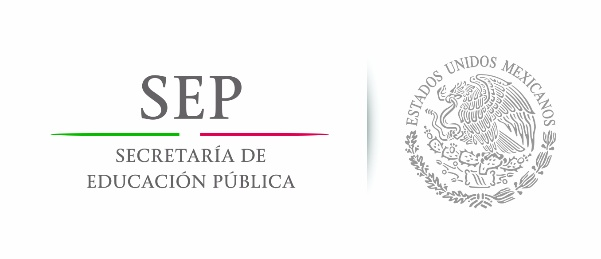 SEP
SECRETARÍA DE
EDUCACIÓN PÚBLICA
ESTADOS UNIDOS MEXICANOS